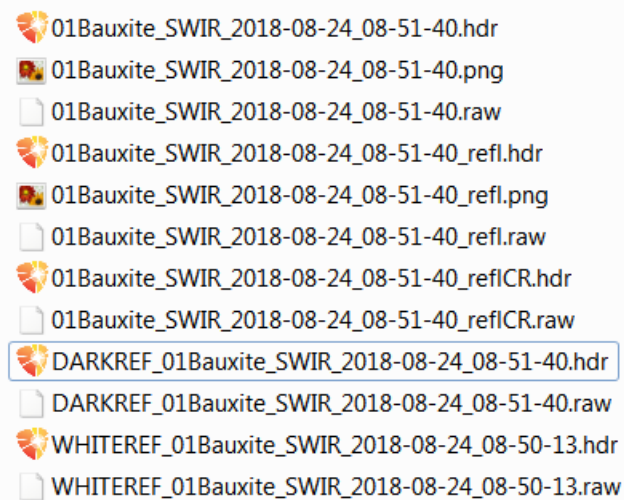 01Bauxite_SWIR_2018-08-24_08-51-40.hdr
01Bauxite_SWIR_2018-08-24_08-51-40.png
01Bauxite_SWIR_2018-08-24_08-51-40.raw
01Bauxite_SWIR_2018-08-24_08-51-40_refl.hdr
01Bauxite_SWIR_2018-08-24_08-51-40_refl.png
01Bauxite_SWIR_2018-08-24_08-51-40_refl.raw
01Bauxite_SWIR_2018-08-24_08-51-40_reflCR.hdr
01Bauxite_SWIR_2018-08-24_08-51-40_reflCR.raw
DARKREF_01Bauxite_SWIR_2018-08-24_08-51-40.hdr
DARKREF_01Bauxite_SWIR_2018-08-24_08-51-40.raw
WHITEREF_01Bauxite_SWIR_2018-08-24_08-50-13.hdr
WHITEREF_01Bauxite_SWIR_2018-08-24_08-50-13.raw